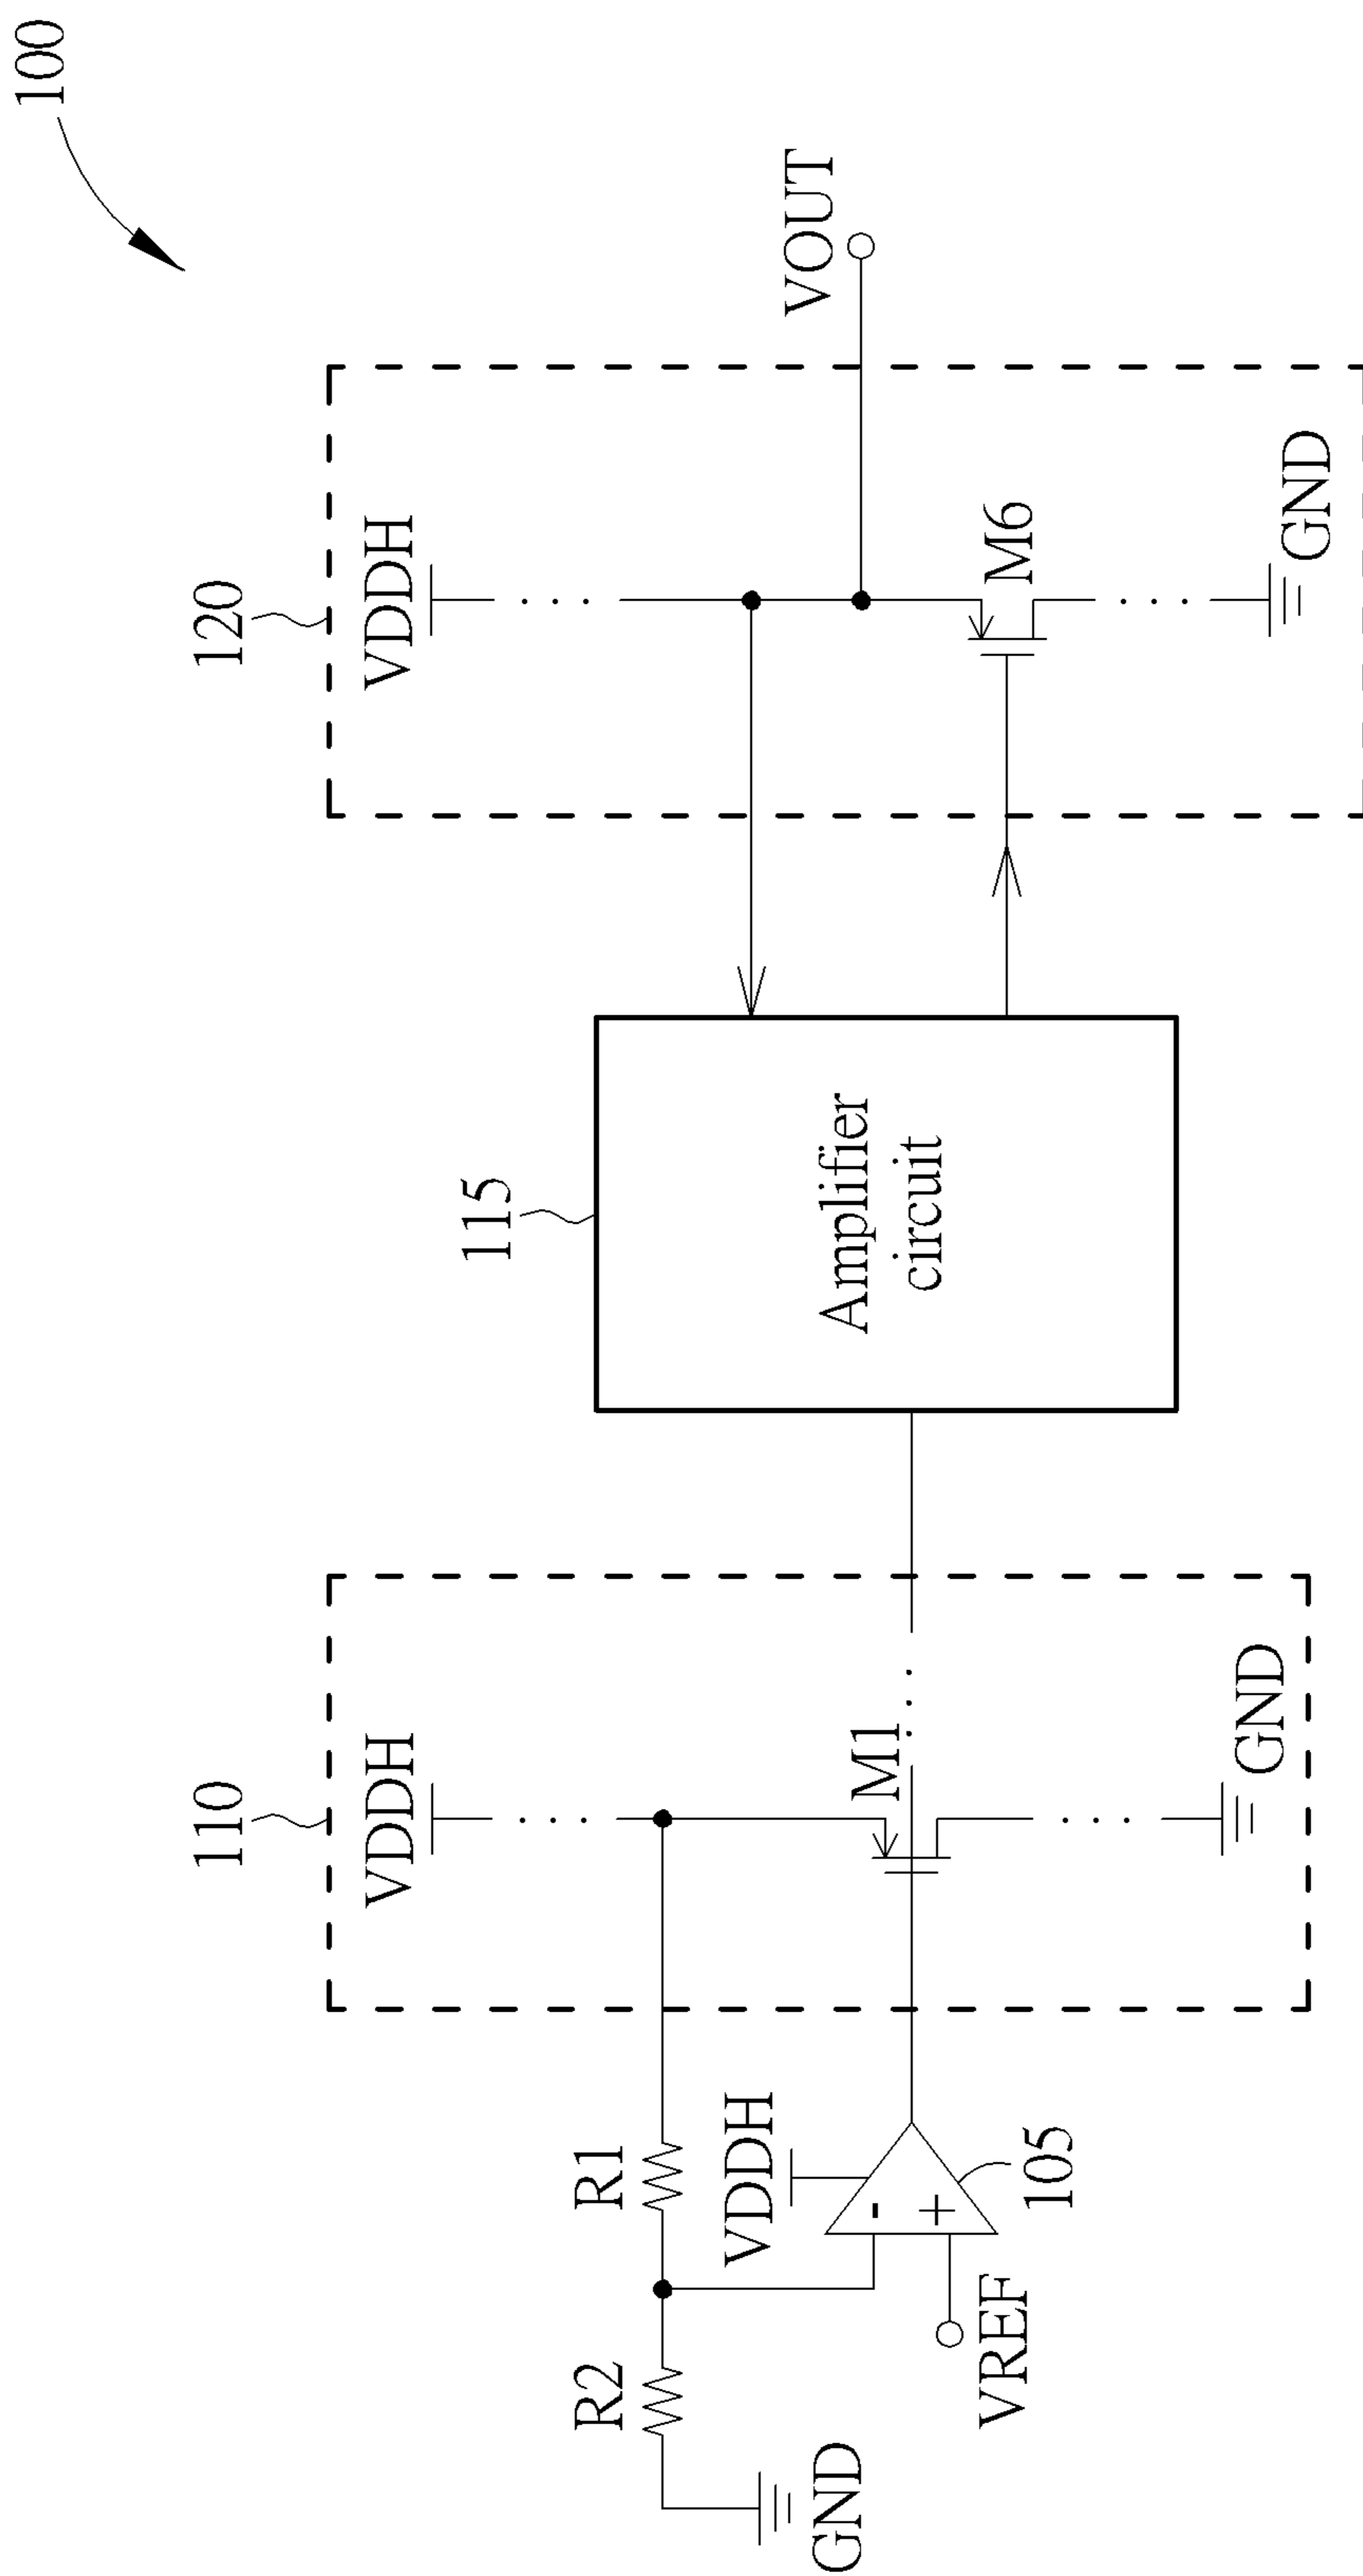 100
120
VDDH
VOUT
M6
GND
115
Amplifier
circuit
110
VDDH
M1
GND
R1
R2
VDDH
-
+
105
VREF
GND